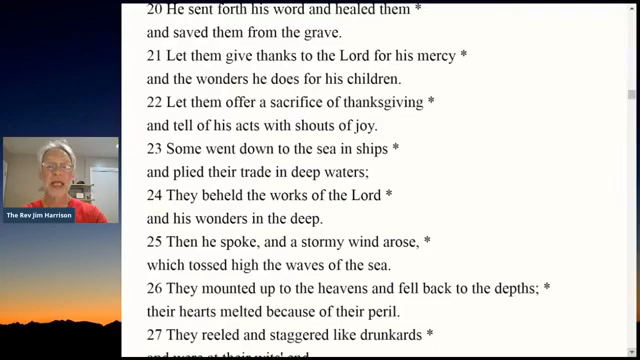 20 He sent forth his word and healed them *
and saved them from the grave.
21 Let them give thanks to the Lord for his mercy *
and the wonders he does for his children.
22 Let them offer a sacrifice of thanksgiving *
and tell of his acts with shouts of joy.
23 Some went down to the sea in ships *
and plied their trade in deep waters;
24 They beheld the works of the Lord *
and his wonders in the deep.
25 Then he spoke, and a stormy wind arose, *
which tossed high the waves of the sea.
26 They mounted up to the heavens and fell back to the depths; *
their hearts melted because of their peril.
27 They reeled and staggered like drunkards *
and were at their wits' end
The Rev Jim Harrison